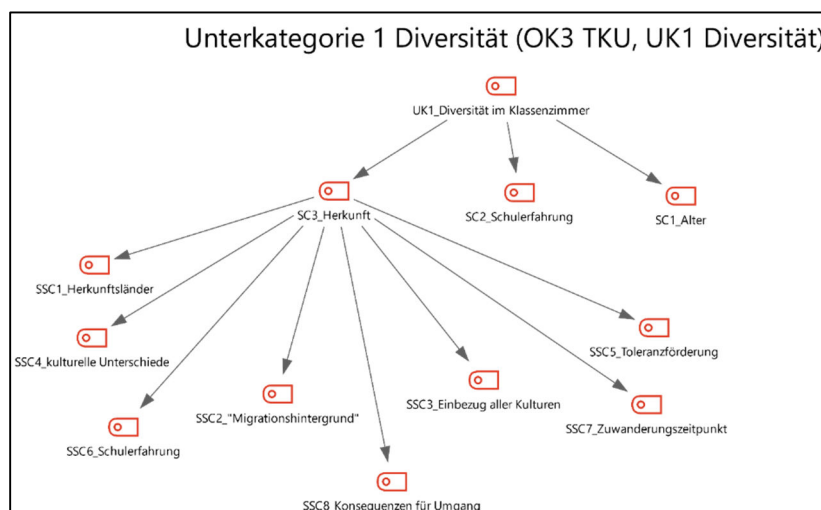 Unterkategorie 1 Diversität (OK3 TKU, UK1 Diversität)
UK1_Diversität im Klassenzimmer
SC3_Herkunft
SC2_Schulerfahrung
SC1_Alter
SSC1_Herkunftsländer
SSC4_kulturelle Unterschiede
SSC5_Toleranzförderung
SSC2_"Migrationshintergrund"
SSC3_Einbezug aller Kulturen
SSC7_Zuwanderungszeitpunkt
SSC6_Schulerfahrung
SSC8_Konsequenzen für Umgang